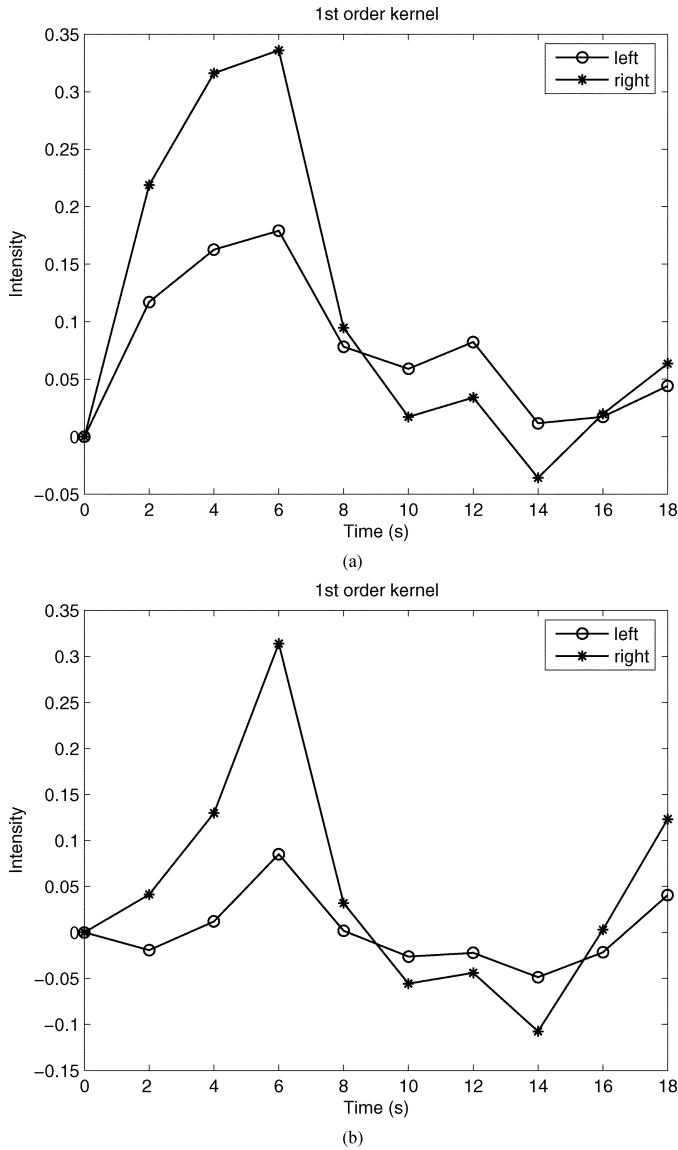 1st order kernel
0.35
0.3
0.25
0.2
0.15
0.1
0.05
0
−0.05
Intensity
left
right
0 2 4 6 8 10 12 14 16 18
Time (s)
(a)
1st order kernel
0.35
0.3
0.25
0.2
0.15
0.1
0.05
0
−0.05
−0.1
−0.15
Intensity
left
right
0 2 4 6 8 10 12 14 16 18
Time (s)
(b)